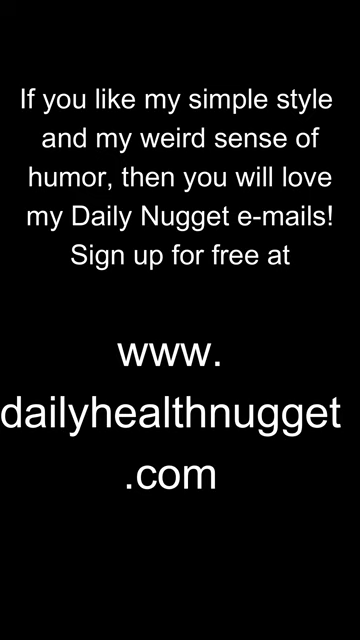 If you like my simple style
and my weird sense of
humor, then you will love
my Daily Nugget e-mails!
Sign up for free at
www.
dailyhealthnugget
.com